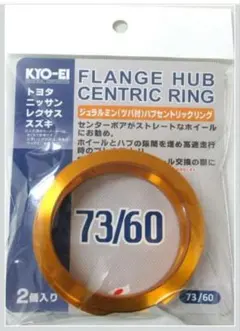 KYO-EI
FLANGE HUB
CENTRIC RING
トヨタ
ニッサン
レクサス
スズキ
ジュラルミン(ツバ付)ハブセントリックリング
センターボアがストレートなホイール
にお勧め。
ホイールとハブの隙間を埋め高速走行
73/60
2個入り
73/60